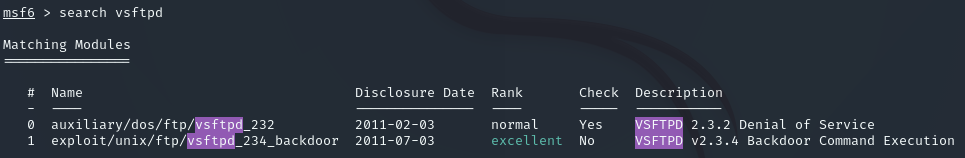 msf6 > search vsftpd
Matching Modules
================
# Name Disclosure Date Rank Check Description
- ---- --------------- ---- ----- -----------
0 auxiliary/dos/ftp/vsftpd_232 2011-02-03 normal Yes VSFTPD 2.3.2 Denial of Service
1 exploit/unix/ftp/vsftpd_234_backdoor 2011-07-03 excellent No VSFTPD v2.3.4 Backdoor Command Execution